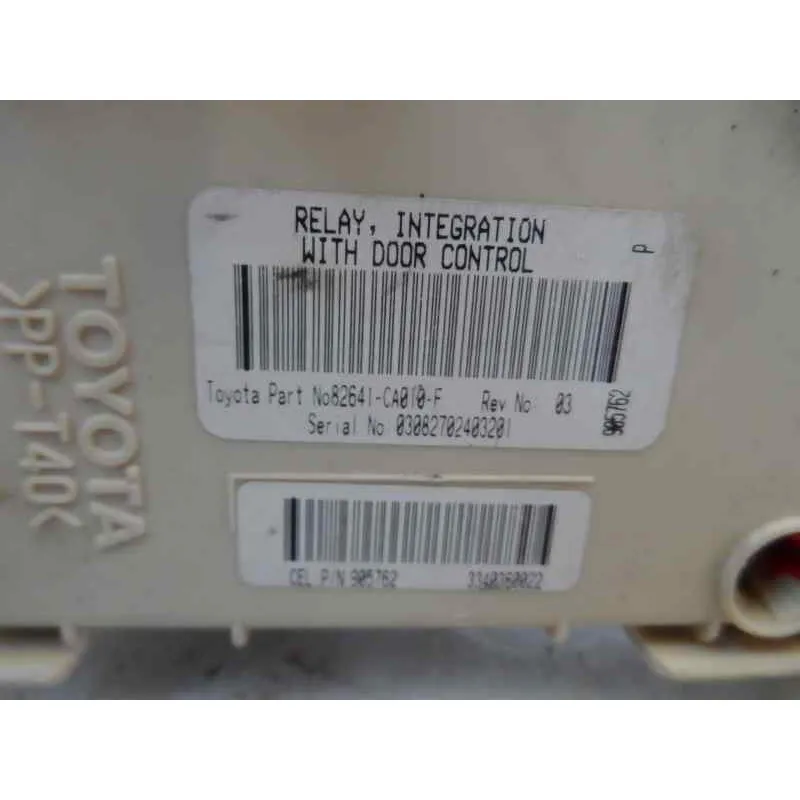 RELAY, INTEGRATION
WITH DOOR CONTROL
P
Toyota Part No82641-CA010-F Rev No 03
905762
Serial No 03082702403201
CEL P/N 905762 3340260022
TOYOTA
>PP-T40<